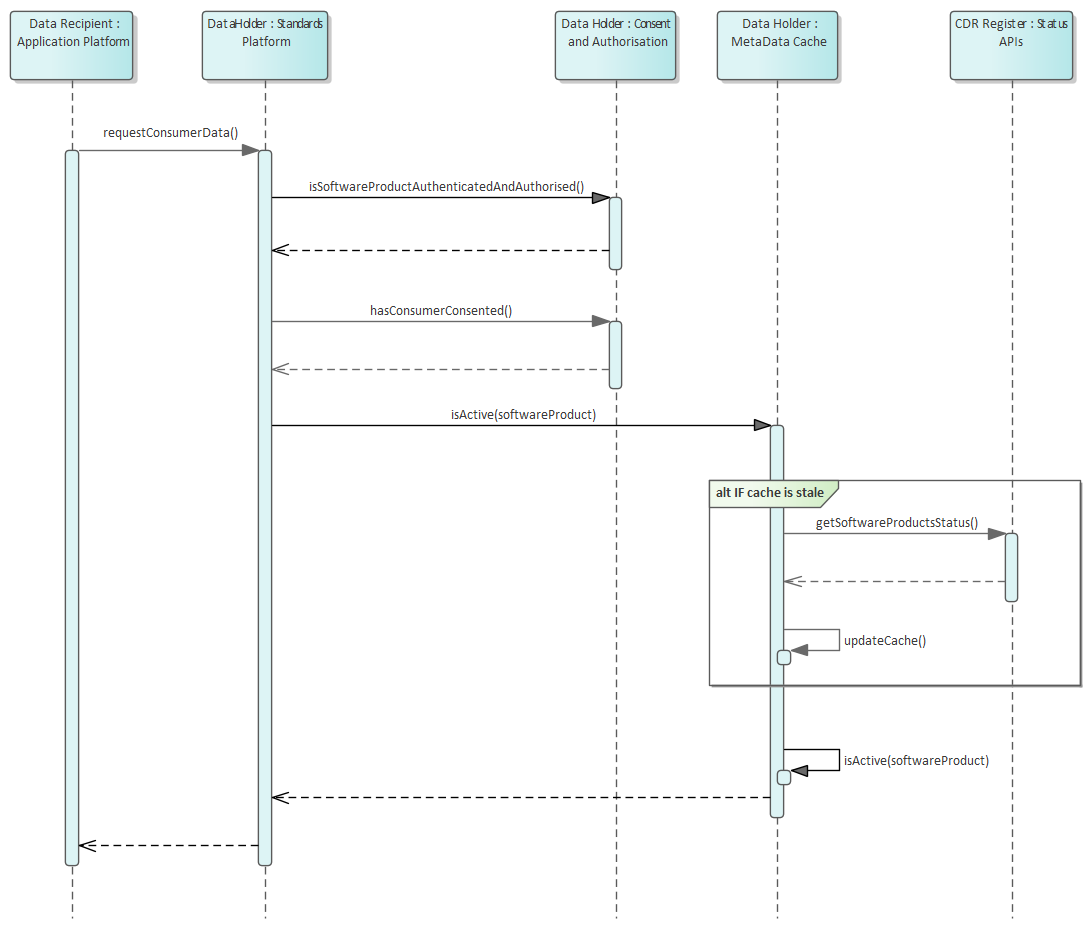 Data Recipient :
Application Platform
DataHolder : Standards
Platform
Data Holder : Consent
and Authorisation
Data Holder :
MetaData Cache
CDR Register : Status
APIs
requestConsumerData()
isSoftwareProductAuthenticatedAndAuthorised()
hasConsumerConsented()
isActive(softwareProduct)
alt IF cache is stale
getSoftwareProductsStatus()
updateCache()
isActive(softwareProduct)